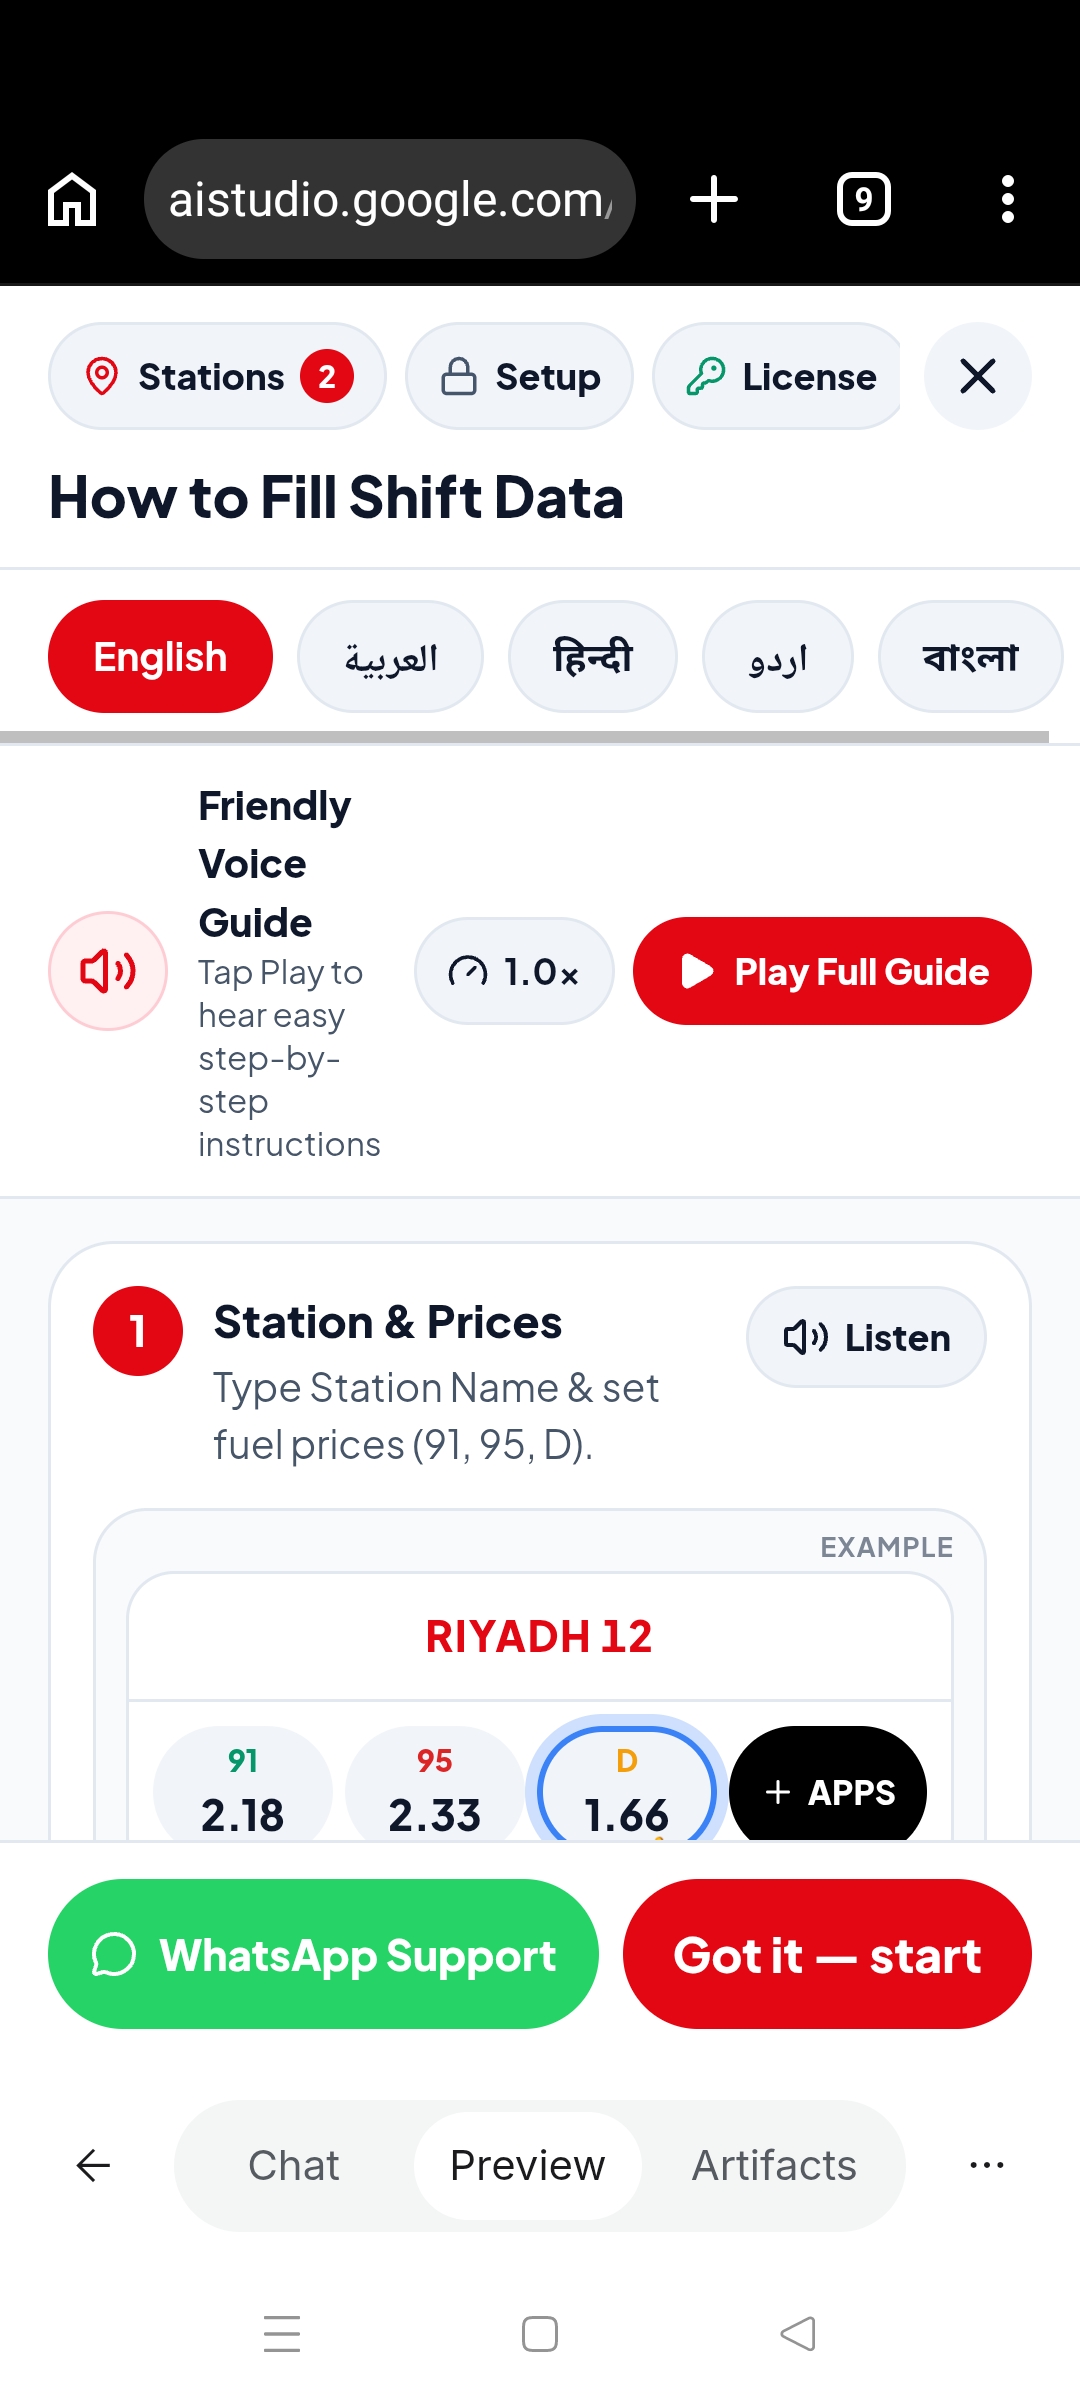 aistudio.google.com/
9
Stations 2
Setup
License
How to Fill Shift Data
English
العربية
हिन्दी
اردو
বাংলা
Friendly
Voice
Guide
Tap Play to
hear easy
step-by-
step
instructions
1.0×
Play Full Guide
1
Station & Prices
Type Station Name & set
fuel prices (91, 95, D).
Listen
EXAMPLE
RIYADH 12
91
2.18
95
2.33
D
1.66
+ APPS
WhatsApp Support
Got it — start
Chat
Preview
Artifacts